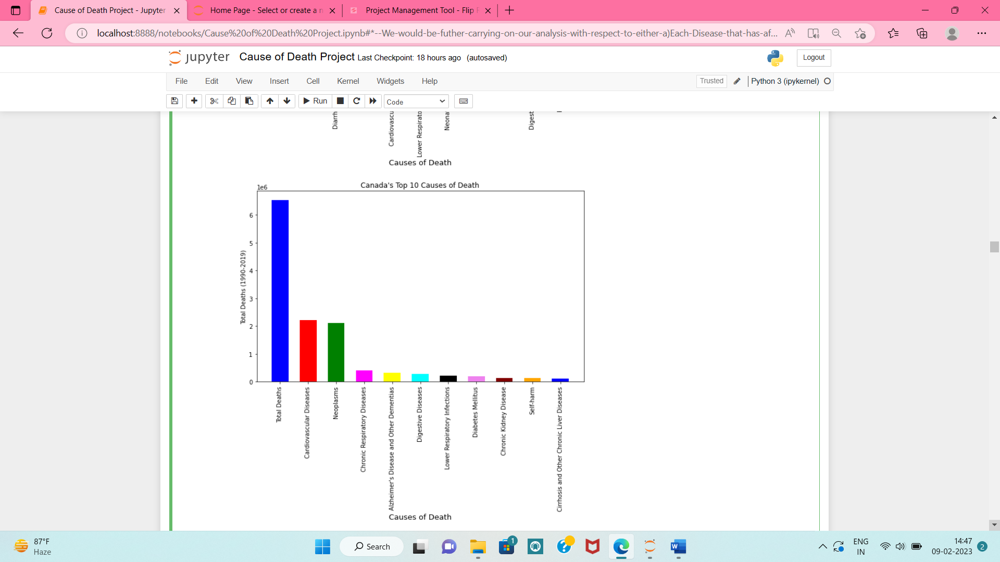 Cause of Death Project - Jupyter
Home Page - Select or create a n
Project Management Tool - Flip F
localhost:8888/notebooks/Cause%20of%20Death%20Project.ipynb#*--We-would-be-futher-carrying-on-our-analysis-with-respect-to-either-a)Each-Disease-that-has-af...
jupyter Cause of Death Project Last Checkpoint: 18 hours ago (autosaved)
Logout
File Edit View Insert Cell Kernel Widgets Help
Trusted
Python 3 (ipykernel)
Run
Code
Diarrh
Cardiovascu
Lower Respirato
Neona
Digest
Causes of Death
Canada's Top 10 Causes of Death
1e6
6
5
4
3
2
1
0
Total Deaths (1990-2019)
Total Deaths
Cardiovascular Diseases
Neoplasms
Chronic Respiratory Diseases
Alzheimer's Disease and Other Dementias
Digestive Diseases
Lower Respiratory Infections
Diabetes Mellitus
Chronic Kidney Disease
Self-harm
Cirrhosis and Other Chronic Liver Diseases
Causes of Death
87°F
Haze
Search
1
ENG
IN
14:47
09-02-2023
2